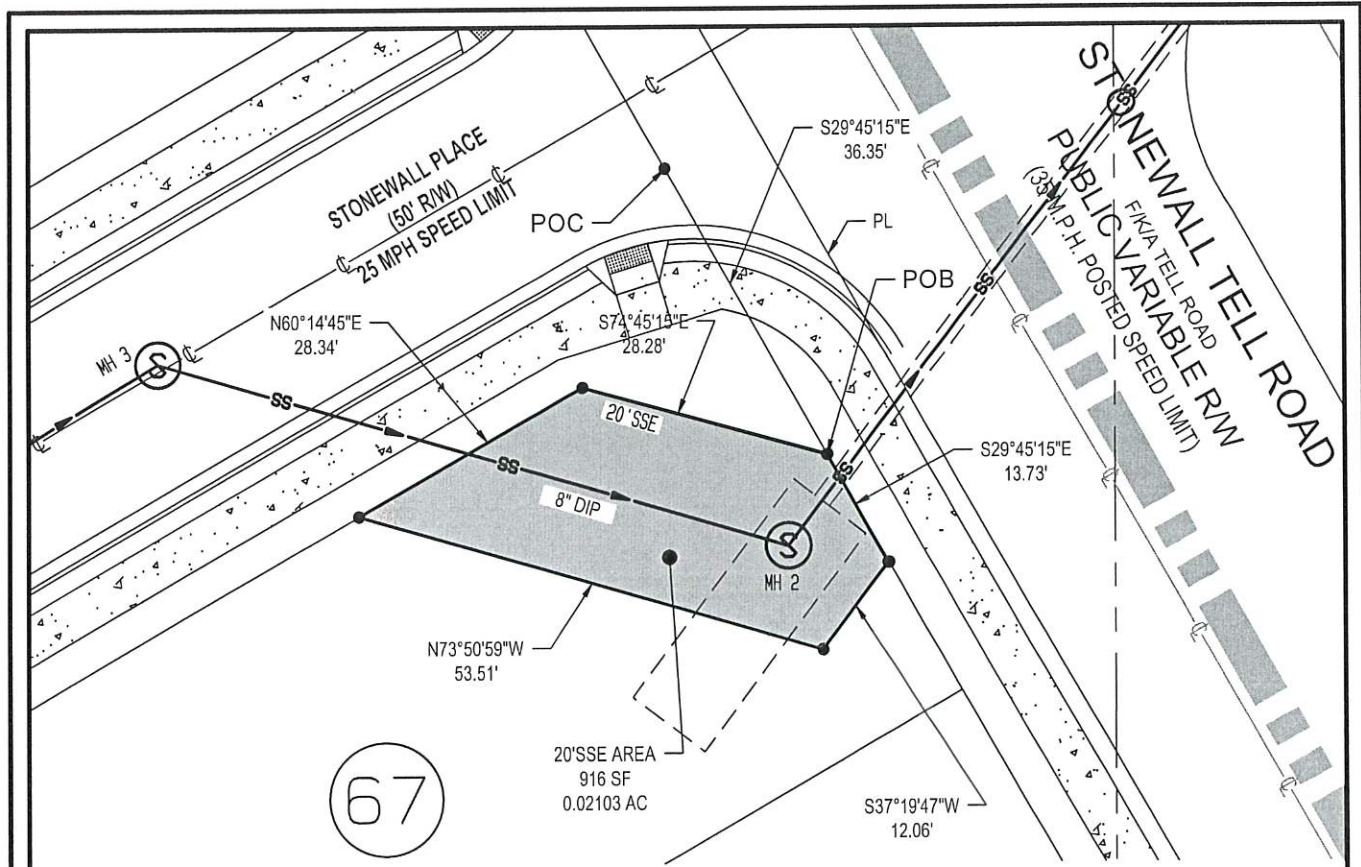 STONEWALL PLACE
(50' R/W)
25 MPH SPEED LIMIT
POC
S29°45'15"E
36.35'
PL
POB
STONEWALL TELL ROAD
F/K/A TELL ROAD
PUBLIC VARIABLE R/W
(35 M.P.H. POSTED SPEED LIMIT)
SS
SS
SS
N60°14'45"E
28.34'
S74°45'15"E
28.28'
MH 3
S
SS
20 'SSE
SS
8" DIP
S29°45'15"E
13.73'
S
MH 2
N73°50'59"W
53.51'
20'SSE AREA
916 SF
0.02103 AC
S37°19'47"W
12.06'
67